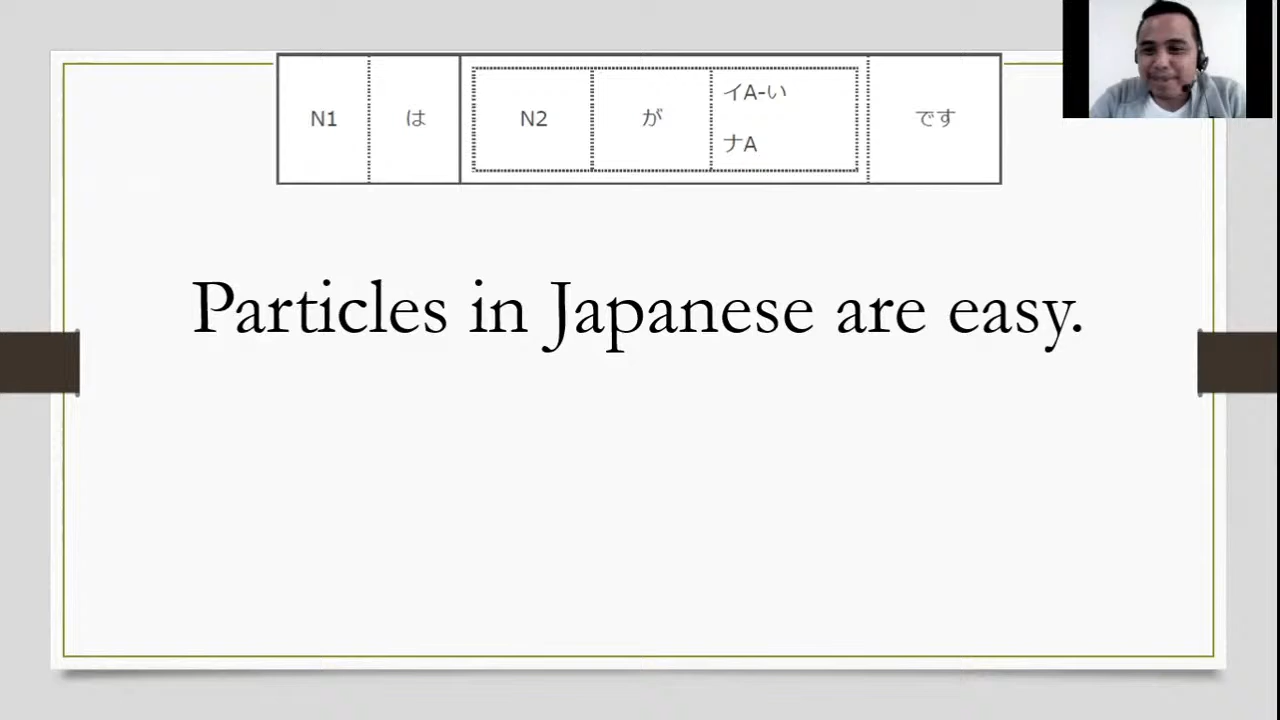 N1 は N2 が イA-い です
ナA
Particles in Japanese are easy.